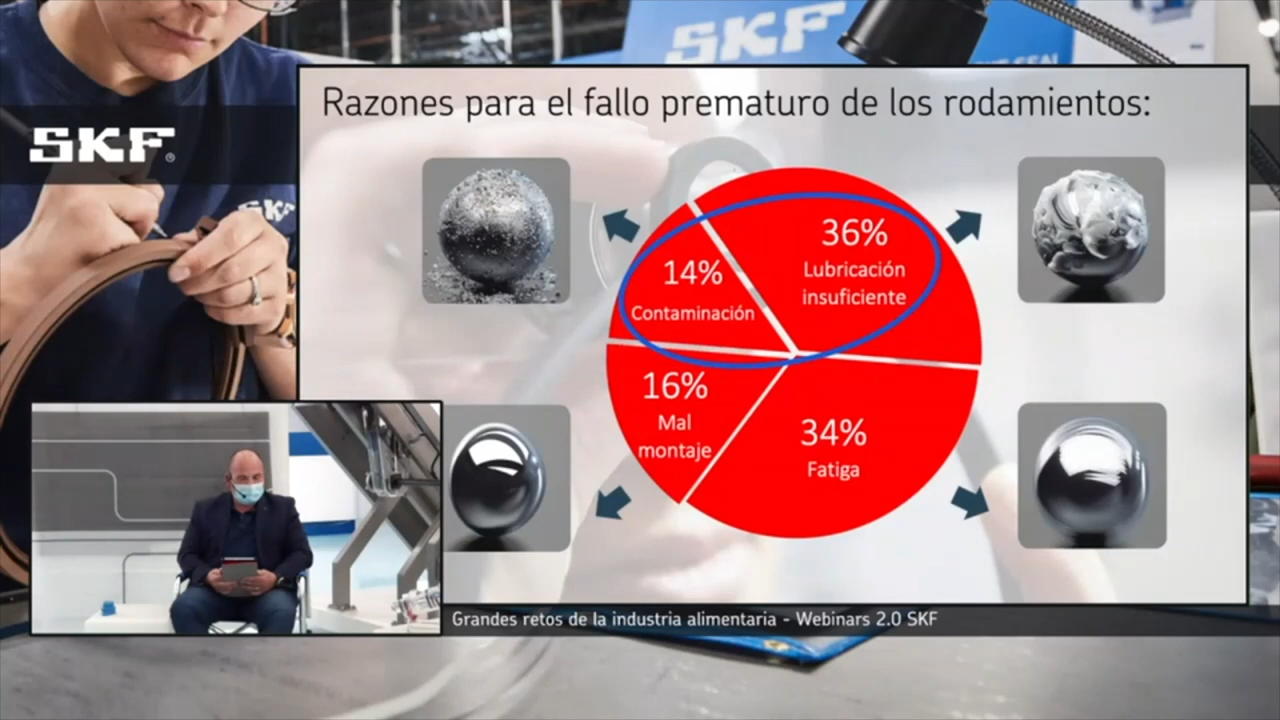 SKF
Razones para el fallo prematuro de los rodamientos:
SKF®
SKF
36%
Lubricación
insuficiente
14%
Contaminación
16%
Mal
montaje
34%
Fatiga
Grandes retos de la industria alimentaria - Webinars 2.0 SKF